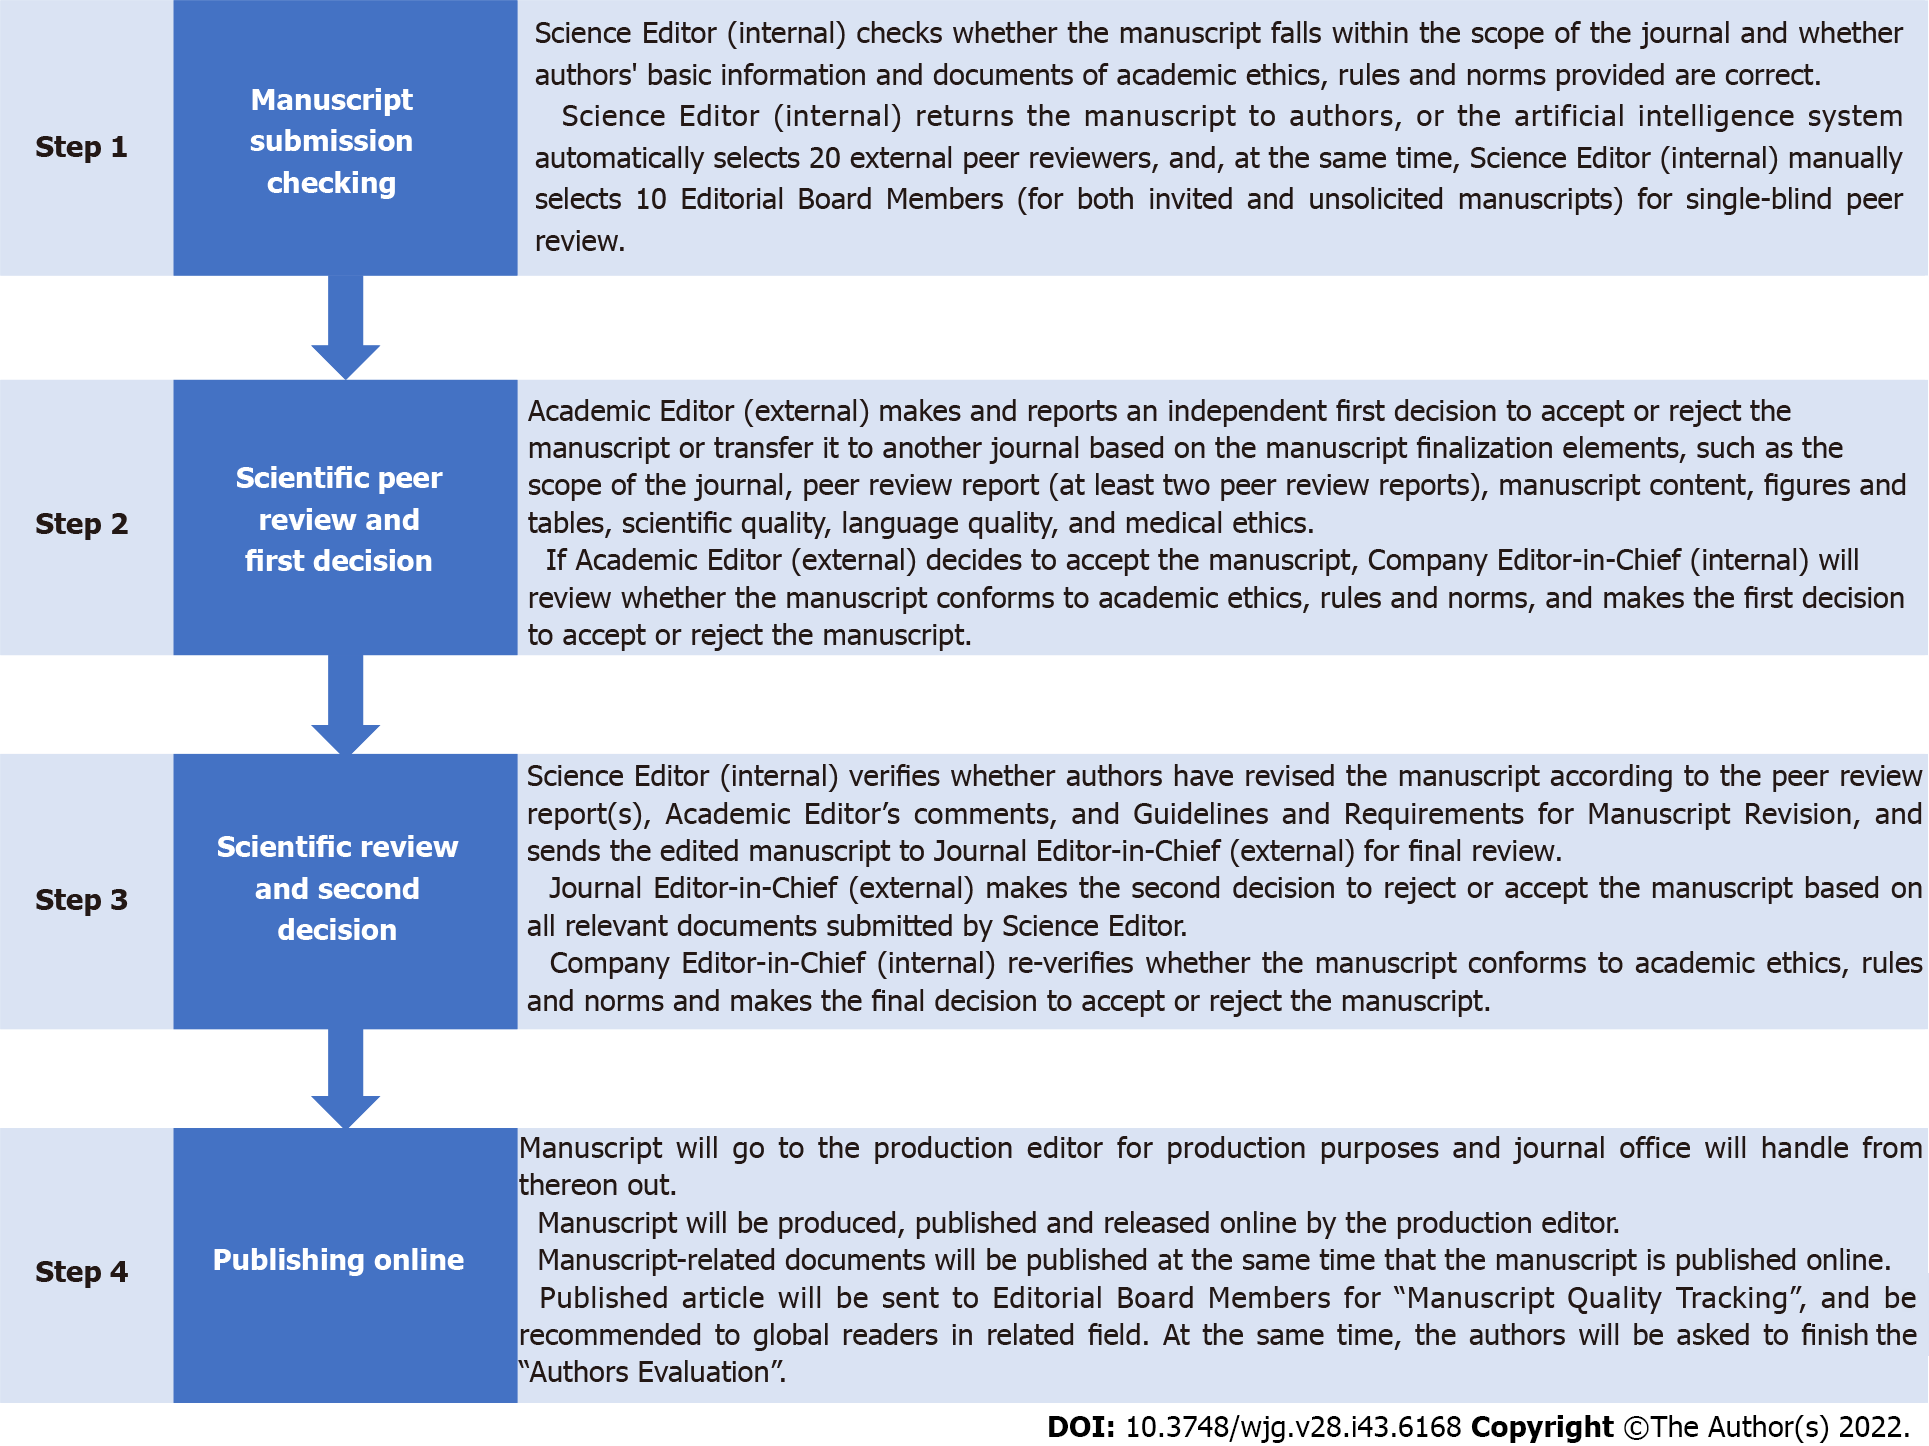 Step 1
Manuscript
submission
checking
Science Editor (internal) checks whether the manuscript falls within the scope of the journal and whether
authors' basic information and documents of academic ethics, rules and norms provided are correct.
Science Editor (internal) returns the manuscript to authors, or the artificial intelligence system
automatically selects 20 external peer reviewers, and, at the same time, Science Editor (internal) manually
selects 10 Editorial Board Members (for both invited and unsolicited manuscripts) for single-blind peer
review.
Step 2
Scientific peer
review and
first decision
Academic Editor (external) makes and reports an independent first decision to accept or reject the
manuscript or transfer it to another journal based on the manuscript finalization elements, such as the
scope of the journal, peer review report (at least two peer review reports), manuscript content, figures and
tables, scientific quality, language quality, and medical ethics.
If Academic Editor (external) decides to accept the manuscript, Company Editor-in-Chief (internal) will
review whether the manuscript conforms to academic ethics, rules and norms, and makes the first decision
to accept or reject the manuscript.
Step 3
Scientific review
and second
decision
Science Editor (internal) verifies whether authors have revised the manuscript according to the peer review
report(s), Academic Editor’s comments, and Guidelines and Requirements for Manuscript Revision, and
sends the edited manuscript to Journal Editor-in-Chief (external) for final review.
Journal Editor-in-Chief (external) makes the second decision to reject or accept the manuscript based on
all relevant documents submitted by Science Editor.
Company Editor-in-Chief (internal) re-verifies whether the manuscript conforms to academic ethics, rules
and norms and makes the final decision to accept or reject the manuscript.
Step 4
Publishing online
Manuscript will go to the production editor for production purposes and journal office will handle from
thereon out.
Manuscript will be produced, published and released online by the production editor.
Manuscript-related documents will be published at the same time that the manuscript is published online.
Published article will be sent to Editorial Board Members for “Manuscript Quality Tracking”, and be
recommended to global readers in related field. At the same time, the authors will be asked to finish the
“Authors Evaluation”.
DOI: 10.3748/wjg.v28.i43.6168 Copyright ©The Author(s) 2022.